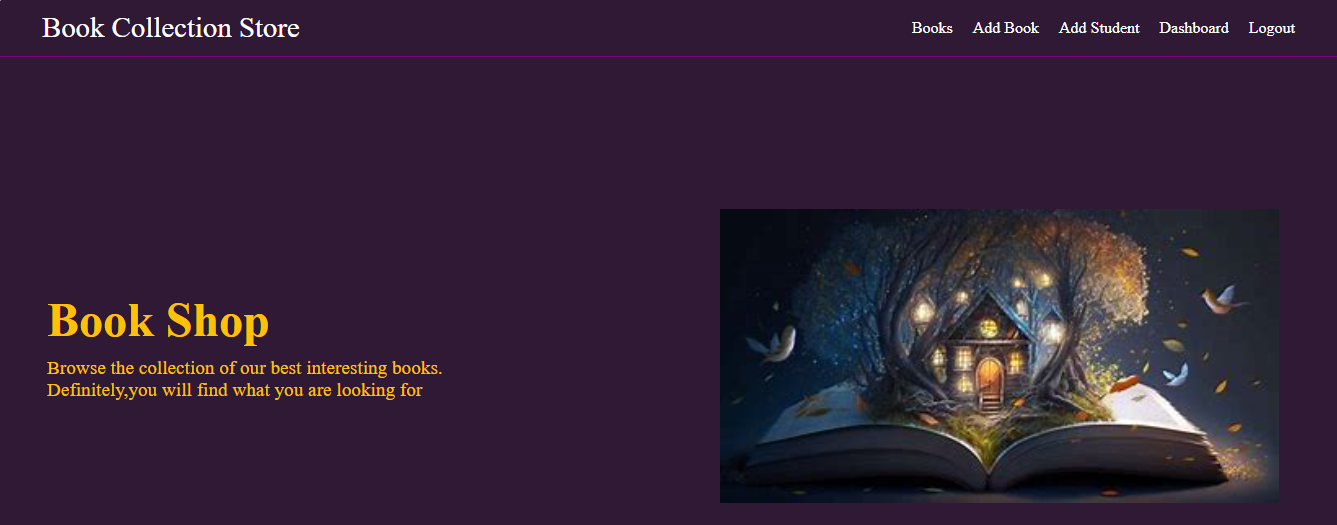 Book Collection Store
Books Add Book Add Student Dashboard Logout
Book Shop
Browse the collection of our best interesting books.
Definitely,you will find what you are looking for